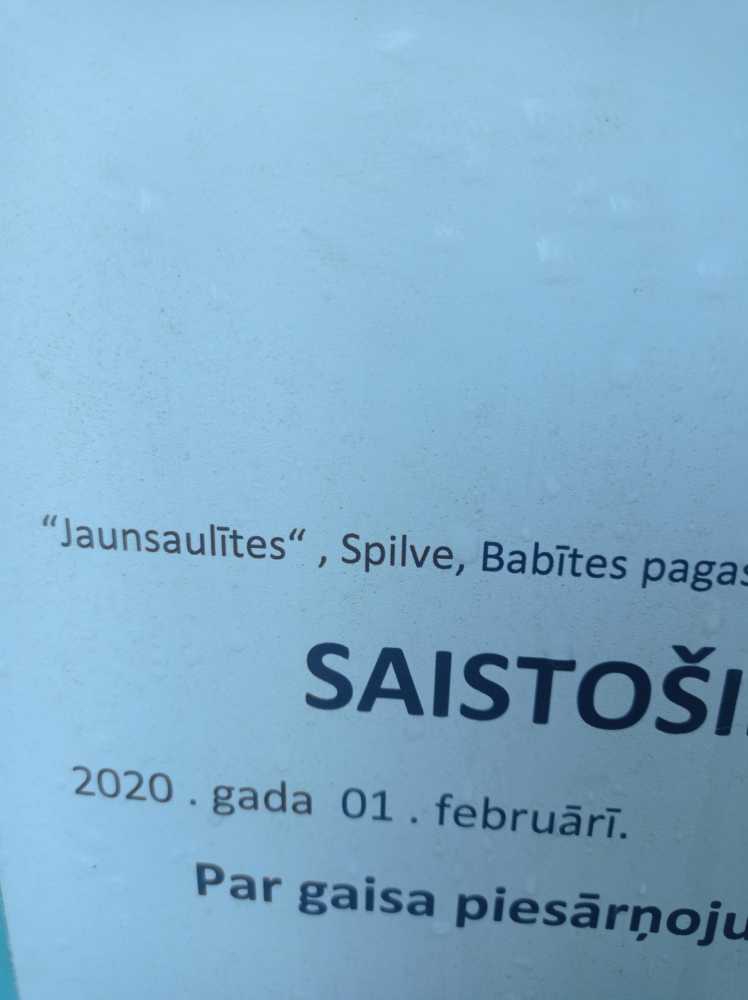 “Jaunsaulītes“ , Spilve, Babītes pagas
SAISTOŠI
2020 . gada 01 . februārī.
Par gaisa piesārņoju